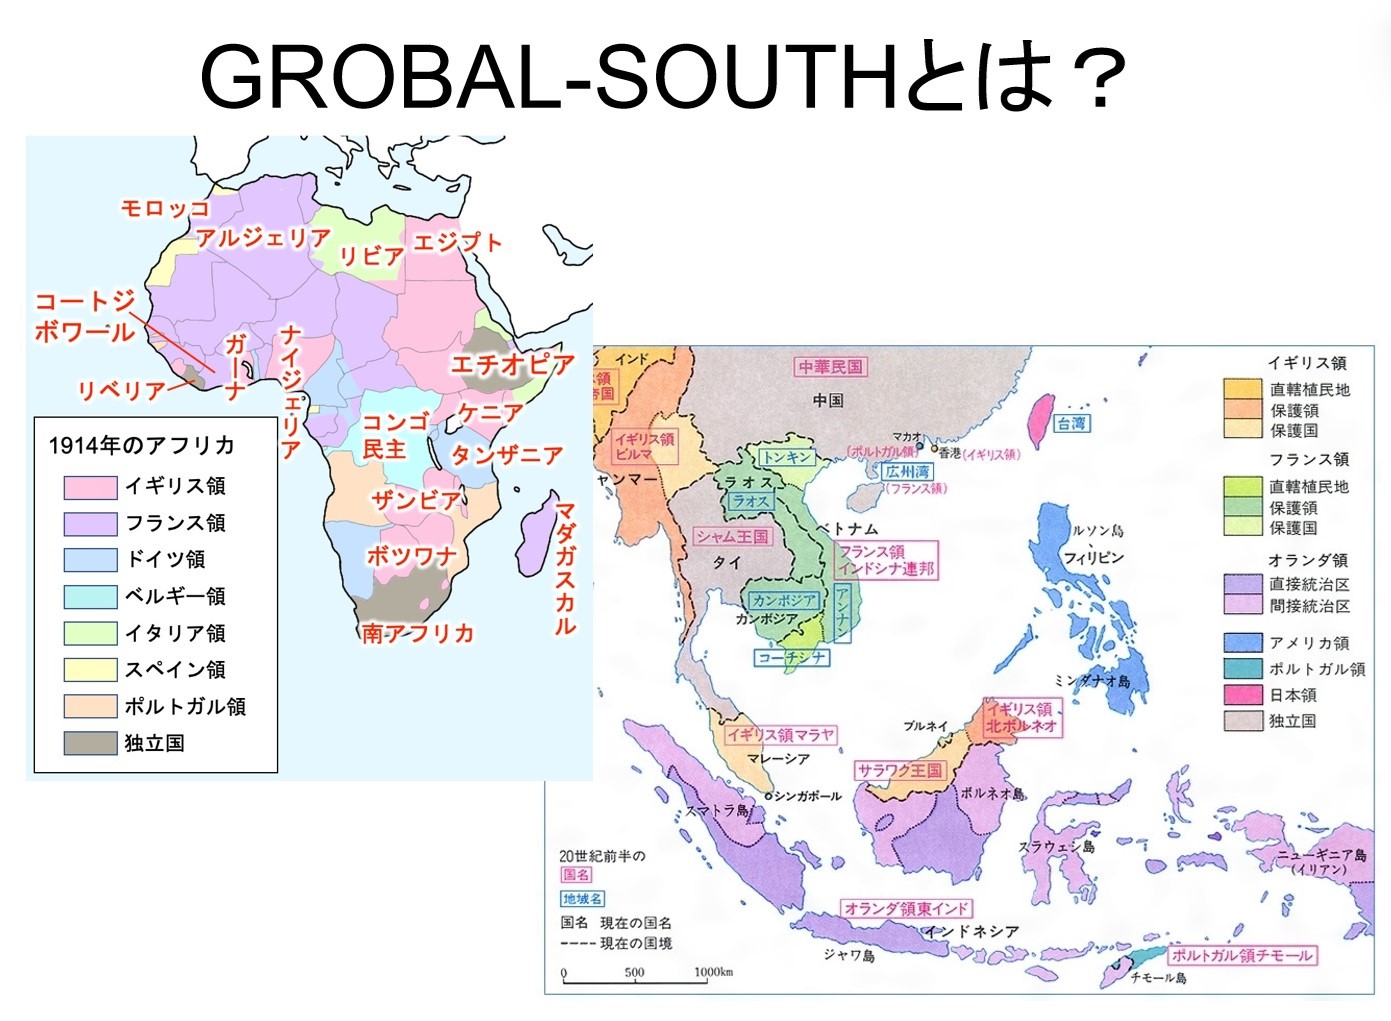 GROBAL-SOUTHとは？
モロッコ
アルジェリア
リビア
エジプト
コートジ
ボワール
ガーナ
ナイジェリア
エチオピア
リベリア
コンゴ
民主
ケニア
タンザニア
ザンビア
ボツワナ
マダガスカル
南アフリカ
1914年のアフリカ
イギリス領
フランス領
ドイツ領
ベルギー領
イタリア領
スペイン領
ポルトガル領
独立国
インド
領
帝国
中華民国
中国
台湾
マカオ
(ポルトガル領)
香港(イギリス領)
広州湾
(フランス領)
イギリス領
ビルマ
ャンマー
トンキン
ラオス
ラオス
シャム王国
タイ
ベトナム
フランス領
インドシナ連邦
カンボジア
カンボジア
アンナン
コーチシナ
ルソン島
フィリピン
ミンダナオ島
イギリス領
北ボルネオ
ブルネイ
イギリス領マラヤ
マレーシア
サラワク王国
シンガポール
ボルネオ島
スマトラ島
スラウェシ島
ニューギニア島
(イリアン)
オランダ領東インド
インドネシア
ジャワ島
ポルトガル領チモール
チモール島
イギリス領
直轄植民地
保護領
保護国
フランス領
直轄植民地
保護領
保護国
オランダ領
直接統治区
間接統治区
アメリカ領
ポルトガル領
日本領
独立国
20世紀前半の
国名
地域名
国名 現在の国名
---- 現在の国境
0 500 1000km